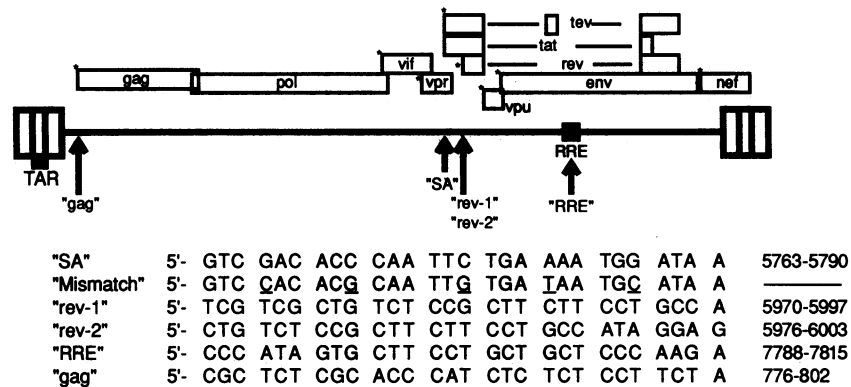 tev
tat
rev
vif
gag
pol
vpr
env
nef
vpu
TAR
RRE
"gag"
"SA"
"rev-1"
"rev-2"
"RRE"
"SA" 5'- GTC GAC ACC CAA TTC TGA AAA TGG ATA A 5763-5790
"Mismatch" 5'- GTC CAC ACG CAA TTG TGA TAA TGC ATA A
"rev-1" 5'- TCG TCG CTG TCT CCG CTT CTT CCT GCC A 5970-5997
"rev-2" 5'- CTG TCT CCG CTT CTT CCT GCC ATA GGA G 5976-6003
"RRE" 5'- CCC ATA GTG CTT CCT GCT GCT CCC AAG A 7788-7815
"gag" 5'- CGC TCT CGC ACC CAT CTC TCT CCT TCT A 776-802